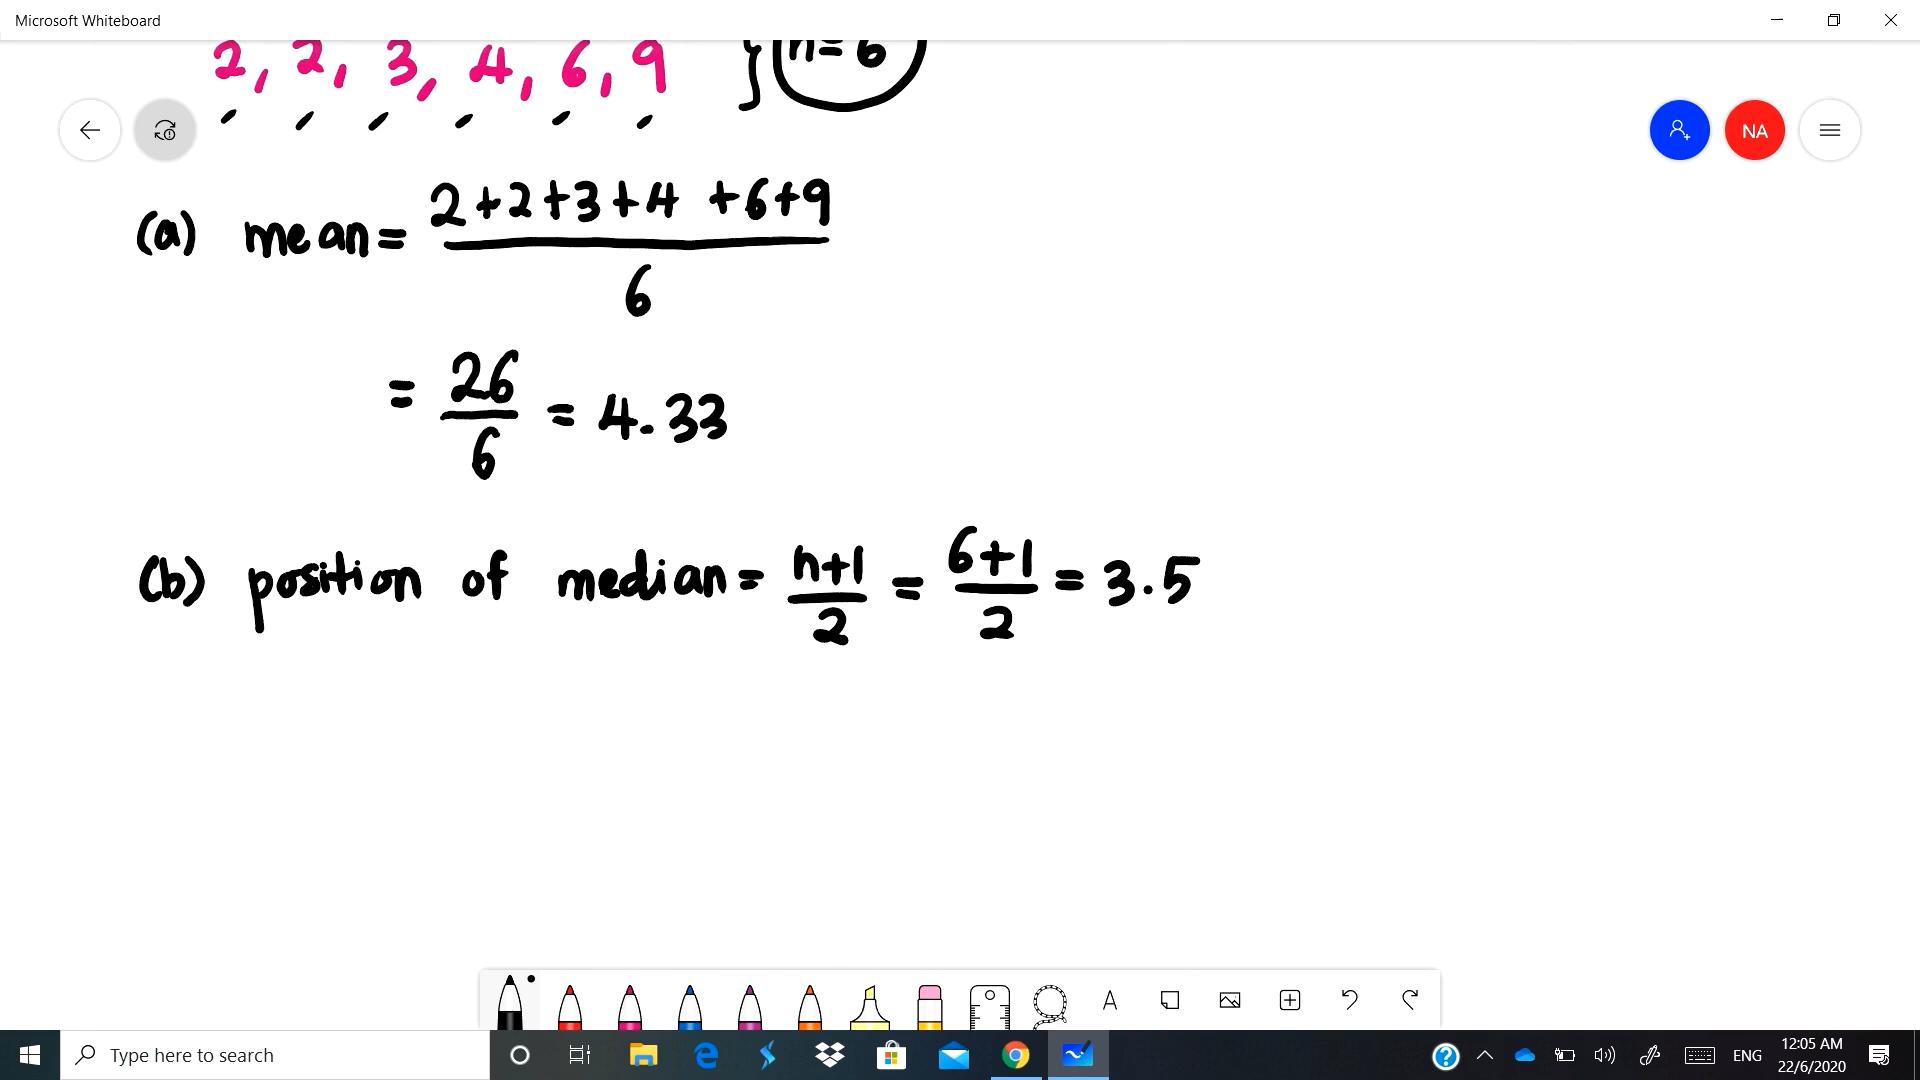 Microsoft Whiteboard
2, 2, 3, 4, 6, 9 } n=6
NA
(a) mean = 2+2+3+4 +6+9
6
= 26/6 = 4.33
(b) position of median = n+1/2 = 6+1/2 = 3.5
A
Type here to search
ENG
12:05 AM
22/6/2020